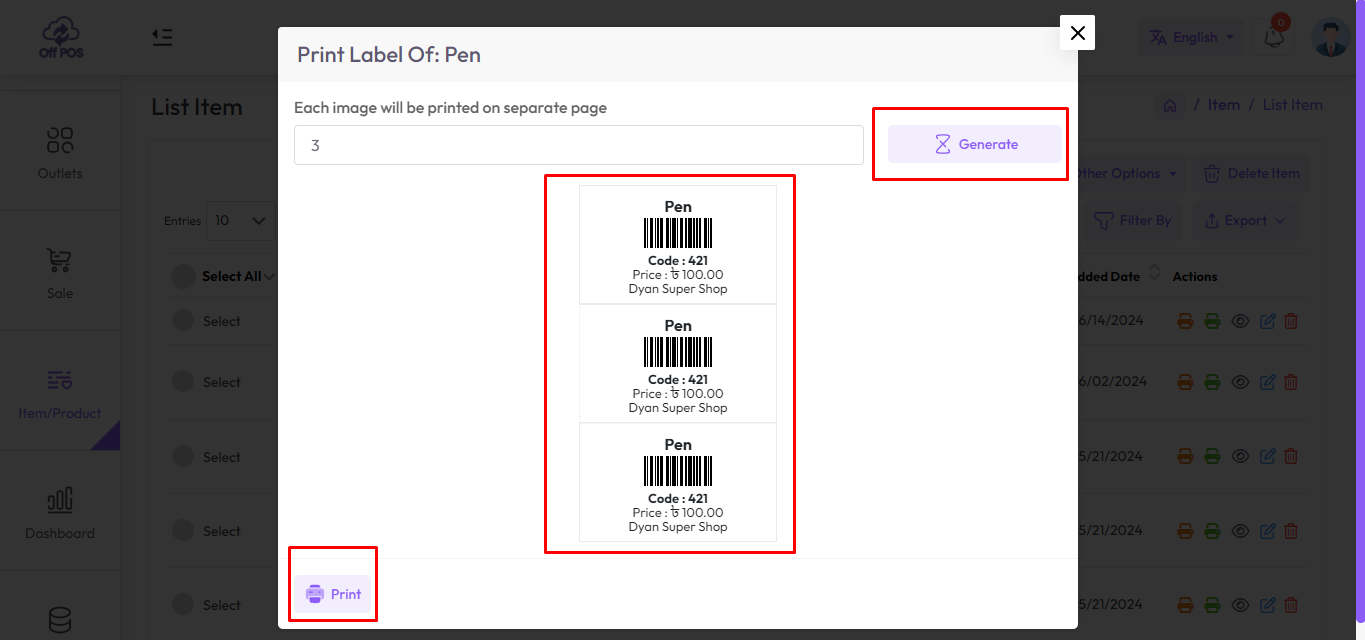 Off POS
English
0
Print Label Of: Pen
List Item
/ Item / List Item
Each image will be printed on separate page
3
Generate
Outlets
Other Options
Delete Item
Entries
10
Filter By
Export
Pen
Code : 421
Price : ৳ 100.00
Dyan Super Shop
Select All
dded Date
Actions
Sale
Select
6/14/2024
Pen
Code : 421
Price : ৳ 100.00
Dyan Super Shop
Select
6/02/2024
Item/Product
Select
5/21/2024
Pen
Code : 421
Price : ৳ 100.00
Dyan Super Shop
Dashboard
Select
5/21/2024
Print
Select
5/21/2024